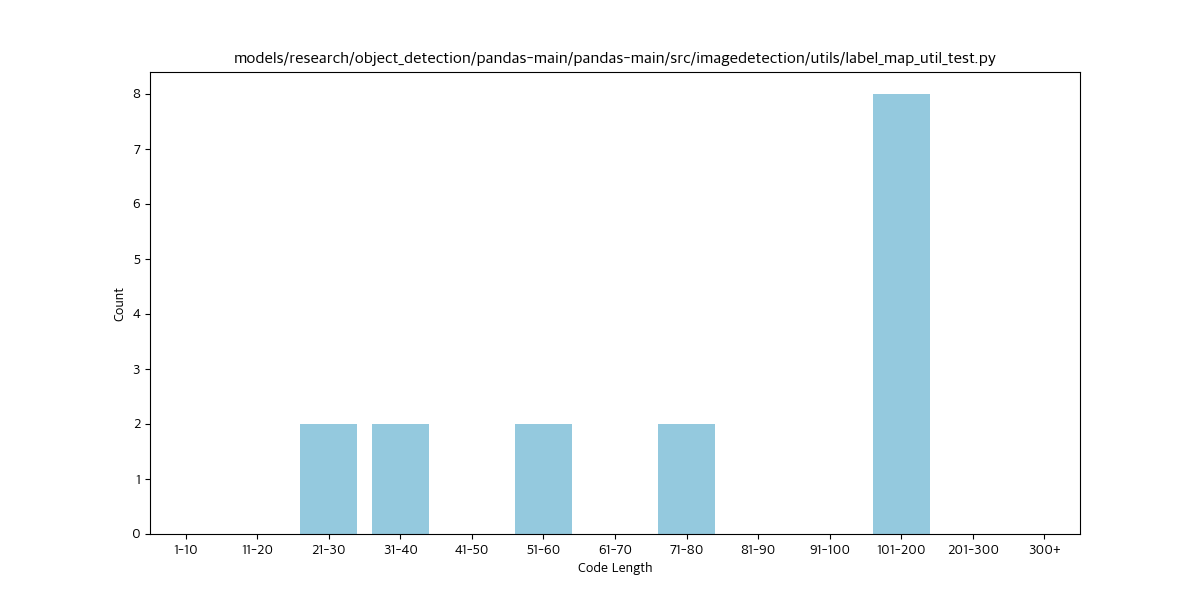 models/research/object_detection/pandas-main/pandas-main/src/imagedetection/utils/label_map_util_test.py
8
7
6
5
4
3
2
1
0
Count
1-10 11-20 21-30 31-40 41-50 51-60 61-70 71-80 81-90 91-100 101-200 201-300 300+
Code Length